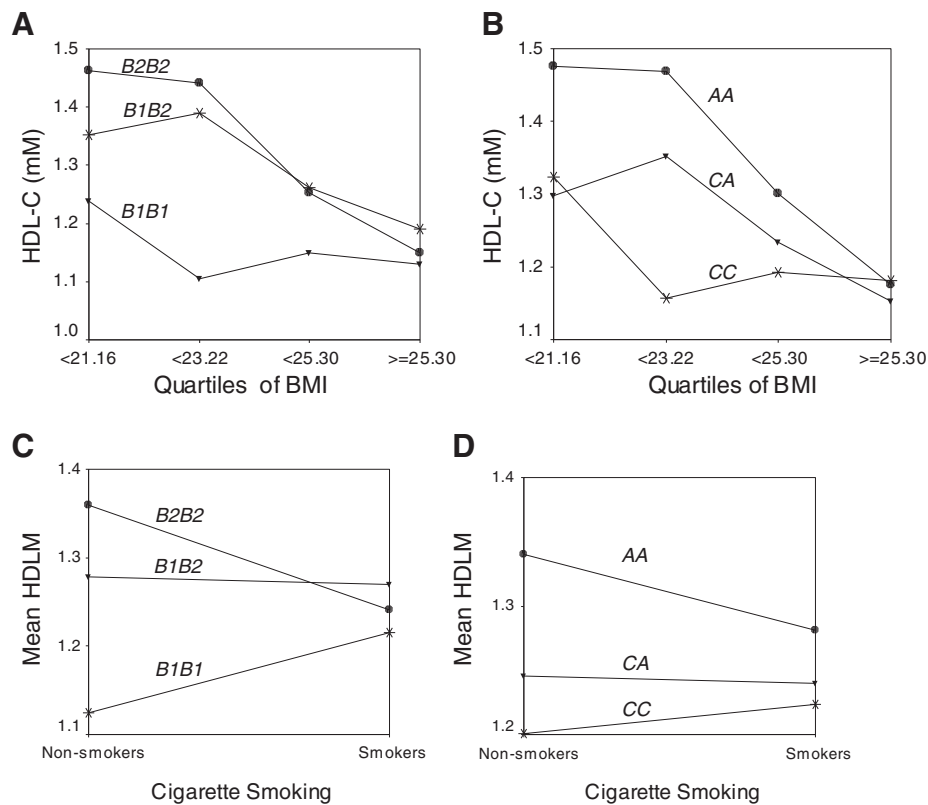 A
1.5
1.4
1.3
1.2
1.1
1.0
HDL-C (mM)
B2B2
B1B2
B1B1
<21.16 <23.22 <25.30 >=25.30
Quartiles of BMI
B
1.5
1.4
1.3
1.2
1.1
HDL-C (mM)
AA
CA
CC
<21.16 <23.22 <25.30 >=25.30
Quartiles of BMI
C
1.4
1.3
1.2
1.1
Mean HDLM
B2B2
B1B2
B1B1
Non-smokers Smokers
Cigarette Smoking
D
1.4
1.3
1.2
Mean HDLM
AA
CA
CC
Non-smokers Smokers
Cigarette Smoking